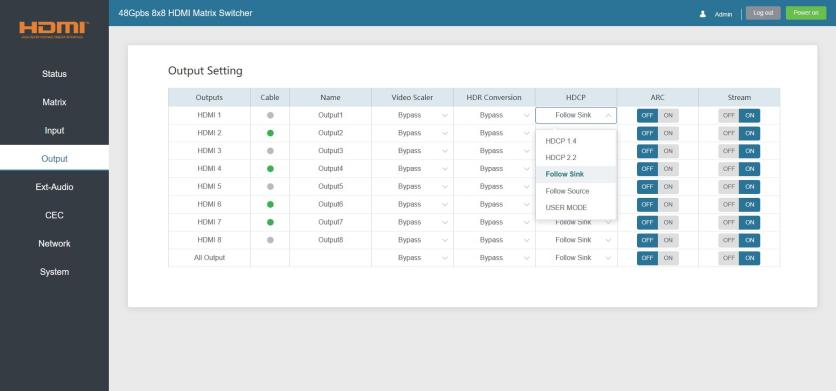 48Gpbs 8x8 HDMI Matrix Switcher
Admin
Log out
Power on
HDMI
Status
Matrix
Input
Output
Ext-Audio
CEC
Network
System
Output Setting
Outputs Cable Name Video Scaler HDR Conversion HDCP ARC Stream
HDMI 1 Output1 Bypass Bypass Follow Sink OFF ON OFF ON
HDMI 2 Output2 Bypass Bypass OFF ON OFF ON
HDMI 3 Output3 Bypass Bypass OFF ON OFF ON
HDMI 4 Output4 Bypass Bypass OFF ON OFF ON
HDMI 5 Output5 Bypass Bypass OFF ON OFF ON
HDMI 6 Output6 Bypass Bypass OFF ON OFF ON
HDMI 7 Output7 Bypass Bypass Follow Sink OFF ON OFF ON
HDMI 8 Output8 Bypass Bypass Follow Sink OFF ON OFF ON
All Output Bypass Bypass Follow Sink OFF ON OFF ON
HDCP 1.4
HDCP 2.2
Follow Sink
Follow Source
USER MODE